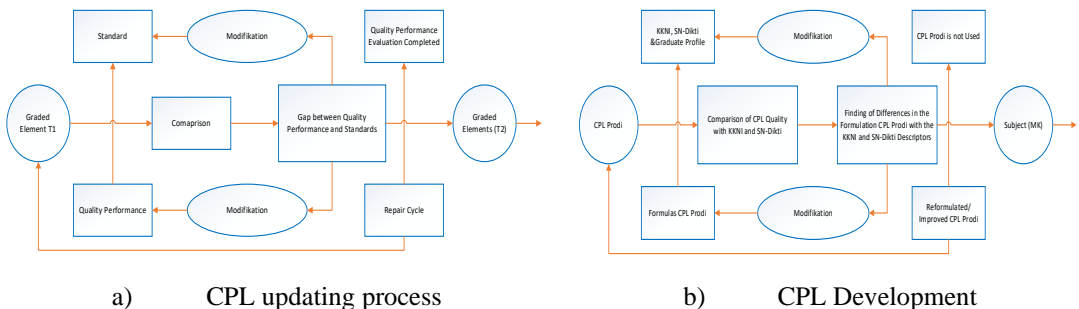 Standard
Modifikation
Quality Performance
Evaluation Completed
Graded
Element T1
Comaprison
Gap between Quality
Performance and Standards
Graded
Elements (T2)
Quality Performance
Modifikation
Repair Cycle
a) CPL updating process
KKNI, SN-Dikti
&Graduate Profile
Modifikation
CPL Prodi is not Used
CPL Prodi
Comparison of CPL Quality
with KKNI and SN-Dikti
Finding of Differences in the
Formulation CPL Prodi with the
KKNI and SN-Dikti Descriptors
Subject (MK)
Formulas CPL Prodi
Modifikation
Reformulated/
Improved CPL Prodi
b) CPL Development